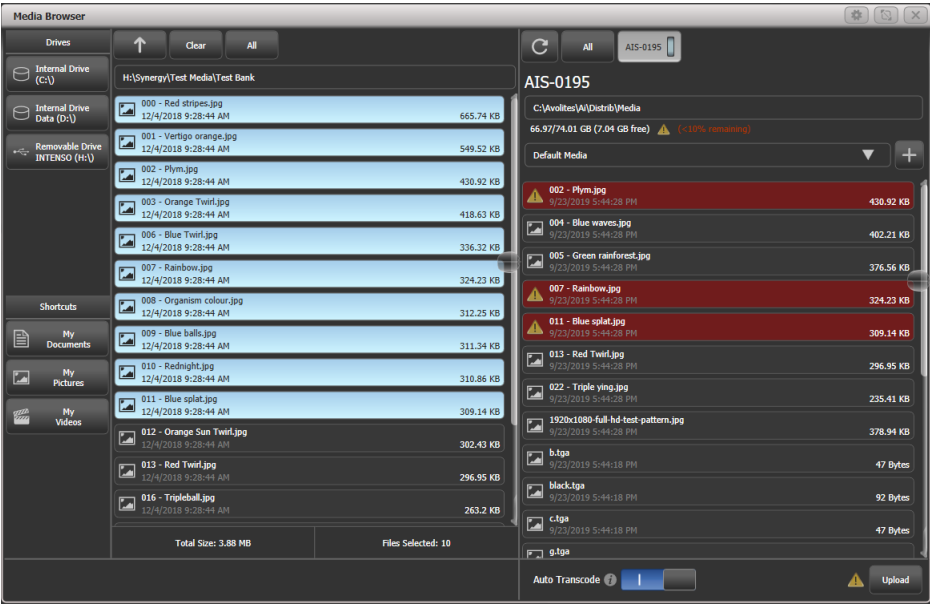 Media Browser
Drives
Clear
All
Internal Drive
(C:\)
Internal Drive
Data (D:\)
Removable Drive
INTENSO (H:\)
Shortcuts
My
Documents
My
Pictures
My
Videos
H:\Synergy\Test Media\Test Bank
000 - Red stripes.jpg
12/4/2018 9:28:44 AM 665.74 KB
001 - Vertigo orange.jpg
12/4/2018 9:28:44 AM 549.52 KB
002 - Plym.jpg
12/4/2018 9:28:44 AM 430.92 KB
003 - Orange Twirl.jpg
12/4/2018 9:28:44 AM 418.63 KB
006 - Blue Twirl.jpg
12/4/2018 9:28:44 AM 336.32 KB
007 - Rainbow.jpg
12/4/2018 9:28:44 AM 324.23 KB
008 - Organism colour.jpg
12/4/2018 9:28:44 AM 312.25 KB
009 - Blue balls.jpg
12/4/2018 9:28:44 AM 311.34 KB
010 - Rednight.jpg
12/4/2018 9:28:44 AM 310.86 KB
011 - Blue splat.jpg
12/4/2018 9:28:44 AM 309.14 KB
012 - Orange Sun Twirl.jpg
12/4/2018 9:28:44 AM 302.43 KB
013 - Red Twirl.jpg
12/4/2018 9:28:44 AM 296.95 KB
016 - Tripleball.jpg
12/4/2018 9:28:44 AM 263.2 KB
Total Size: 3.88 MB
Files Selected: 10
All
AIS-0195
AIS-0195
C:\Avolites\Ai\Distrib\Media
66.97/74.01 GB (7.04 GB free) (<10% remaining)
Default Media
002 - Plym.jpg
9/23/2019 5:44:28 PM 430.92 KB
004 - Blue waves.jpg
9/23/2019 5:44:28 PM 402.21 KB
005 - Green rainforest.jpg
9/23/2019 5:44:28 PM 376.56 KB
007 - Rainbow.jpg
9/23/2019 5:44:28 PM 324.23 KB
011 - Blue splat.jpg
9/23/2019 5:44:28 PM 309.14 KB
013 - Red Twirl.jpg
9/23/2019 5:44:28 PM 296.95 KB
022 - Triple ying.jpg
9/23/2019 5:44:28 PM 235.41 KB
1920x1080-full-hd-test-pattern.jpg
9/23/2019 5:44:28 PM 378.94 KB
b.tga
9/23/2019 5:44:18 PM 47 Bytes
black.tga
9/23/2019 5:44:18 PM 92 Bytes
c.tga
9/23/2019 5:44:18 PM 47 Bytes
g.tga
Auto Transcode
Upload